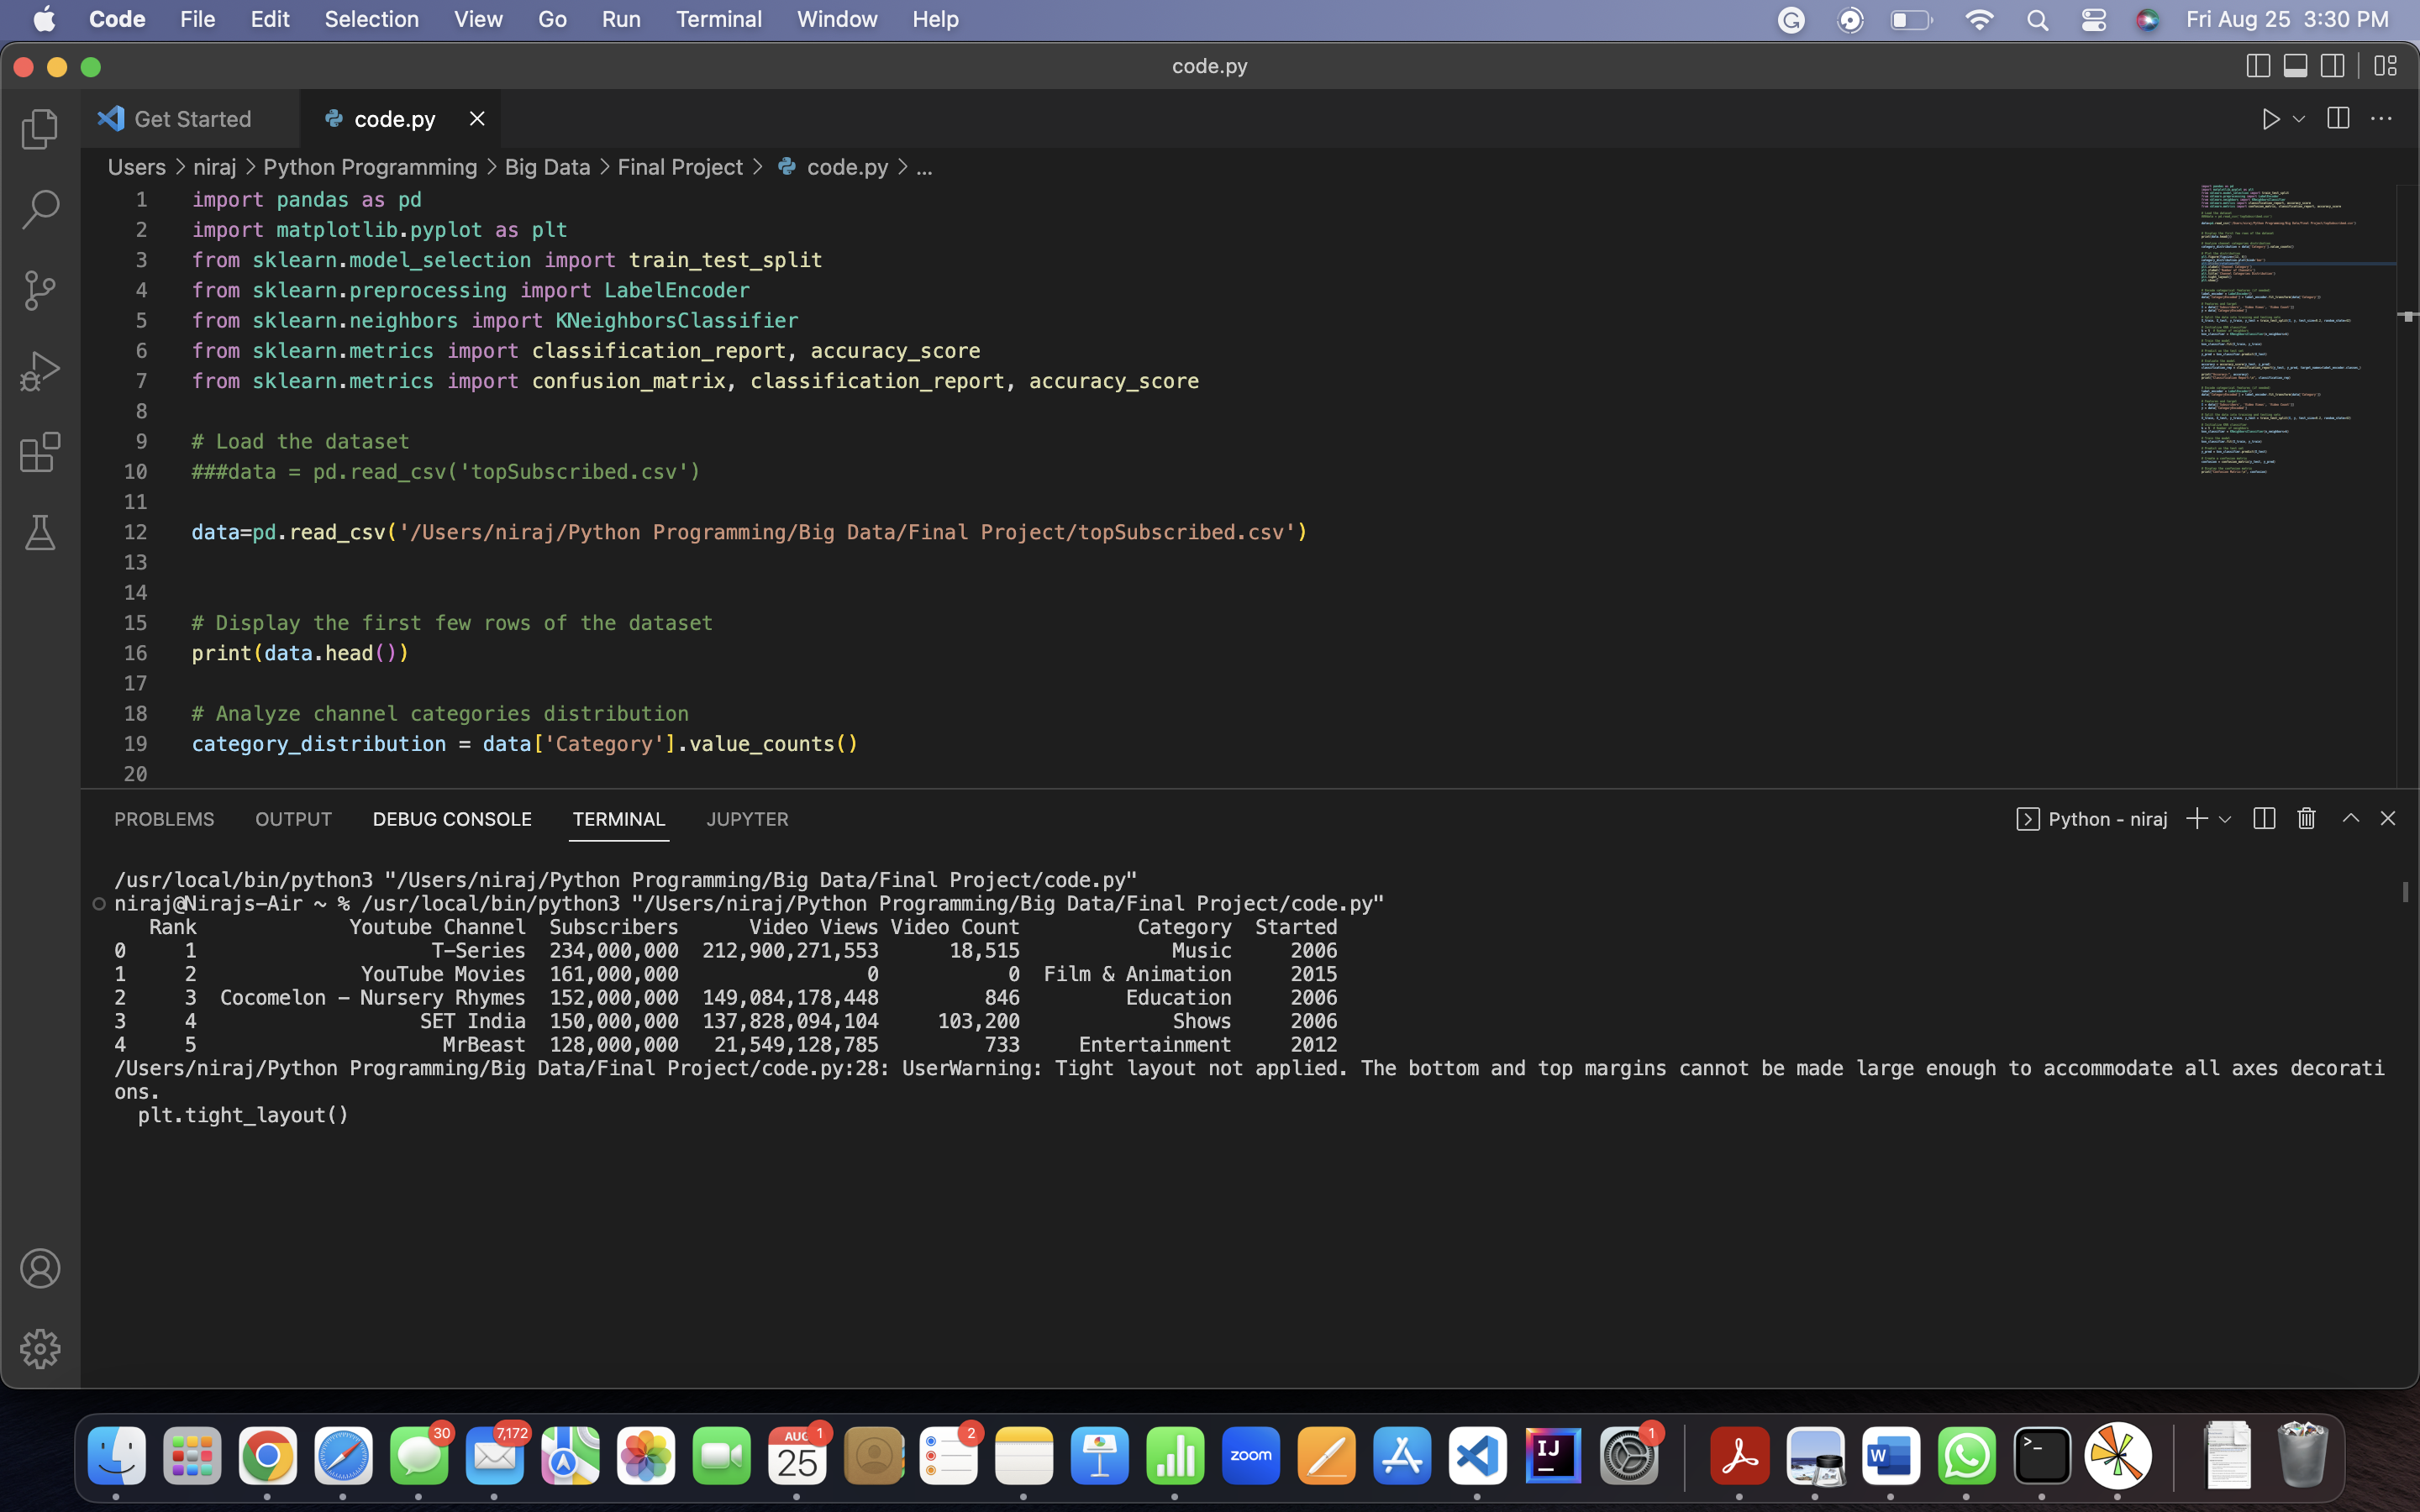 Code File Edit Selection View Go Run Terminal Window Help Fri Aug 25 3:30 PM
code.py
Get Started code.py
Users > niraj > Python Programming > Big Data > Final Project > code.py > ...
1 import pandas as pd
2 import matplotlib.pyplot as plt
3 from sklearn.model_selection import train_test_split
4 from sklearn.preprocessing import LabelEncoder
5 from sklearn.neighbors import KNeighborsClassifier
6 from sklearn.metrics import classification_report, accuracy_score
7 from sklearn.metrics import confusion_matrix, classification_report, accuracy_score
8
9 # Load the dataset
10 ###data = pd.read_csv('topSubscribed.csv')
11
12 data=pd.read_csv('/Users/niraj/Python Programming/Big Data/Final Project/topSubscribed.csv')
13
14
15 # Display the first few rows of the dataset
16 print(data.head())
17
18 # Analyze channel categories distribution
19 category_distribution = data['Category'].value_counts()
20
PROBLEMS OUTPUT DEBUG CONSOLE TERMINAL JUPYTER Python - niraj
/usr/local/bin/python3 "/Users/niraj/Python Programming/Big Data/Final Project/code.py"
niraj@Nirajs-Air ~ % /usr/local/bin/python3 "/Users/niraj/Python Programming/Big Data/Final Project/code.py"
Rank Youtube Channel Subscribers Video Views Video Count Category Started
0 1 T-Series 234,000,000 212,900,271,553 18,515 Music 2006
1 2 YouTube Movies 161,000,000 0 0 Film & Animation 2015
2 3 Cocomelon - Nursery Rhymes 152,000,000 149,084,178,448 846 Education 2006
3 4 SET India 150,000,000 137,828,094,104 103,200 Shows 2006
4 5 MrBeast 128,000,000 21,549,128,785 733 Entertainment 2012
/Users/niraj/Python Programming/Big Data/Final Project/code.py:28: UserWarning: Tight layout not applied. The bottom and top margins cannot be made large enough to accommodate all axes decorati
ons.
plt.tight_layout()
30 7,172 AUG 1 25 2 zoom IJ 1 W >_